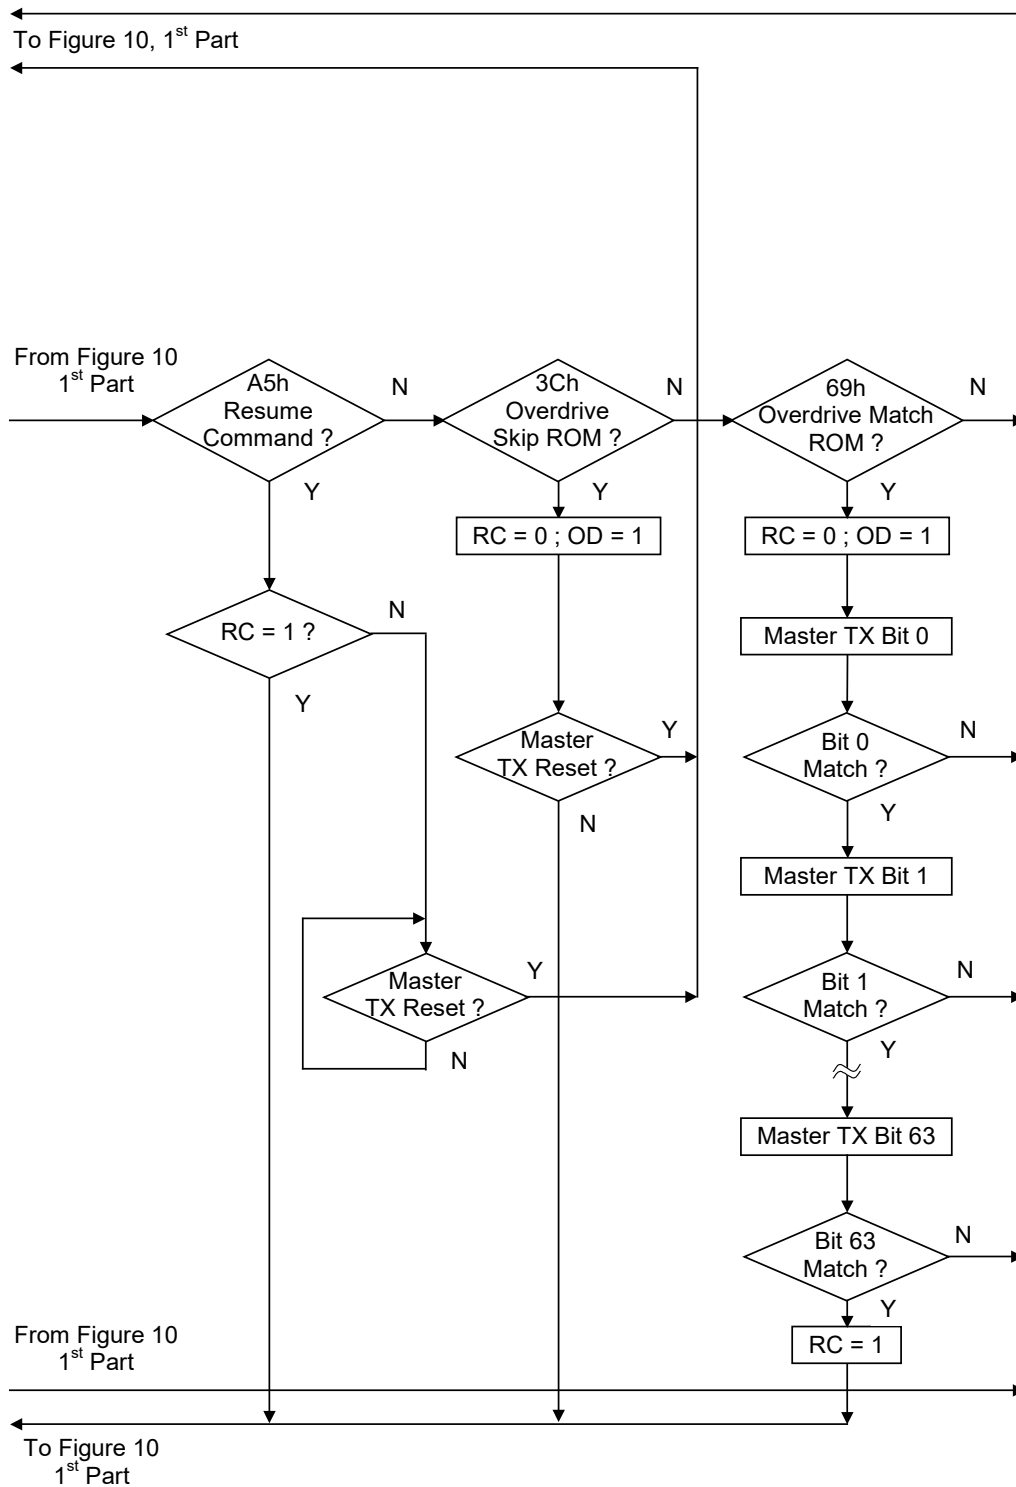 To Figure 10, 1st Part
From Figure 10
1st Part
A5h
Resume
Command ?
N
3Ch
Overdrive
Skip ROM ?
N
69h
Overdrive Match
ROM ?
N
Y
Y
Y
RC = 0 ; OD = 1
RC = 0 ; OD = 1
RC = 1 ?
N
Y
Master TX Bit 0
Master
TX Reset ?
Y
N
Bit 0
Match ?
N
Y
Master TX Bit 1
Master
TX Reset ?
Y
N
Bit 1
Match ?
N
Y
Master TX Bit 63
Bit 63
Match ?
N
Y
RC = 1
From Figure 10
1st Part
To Figure 10
1st Part